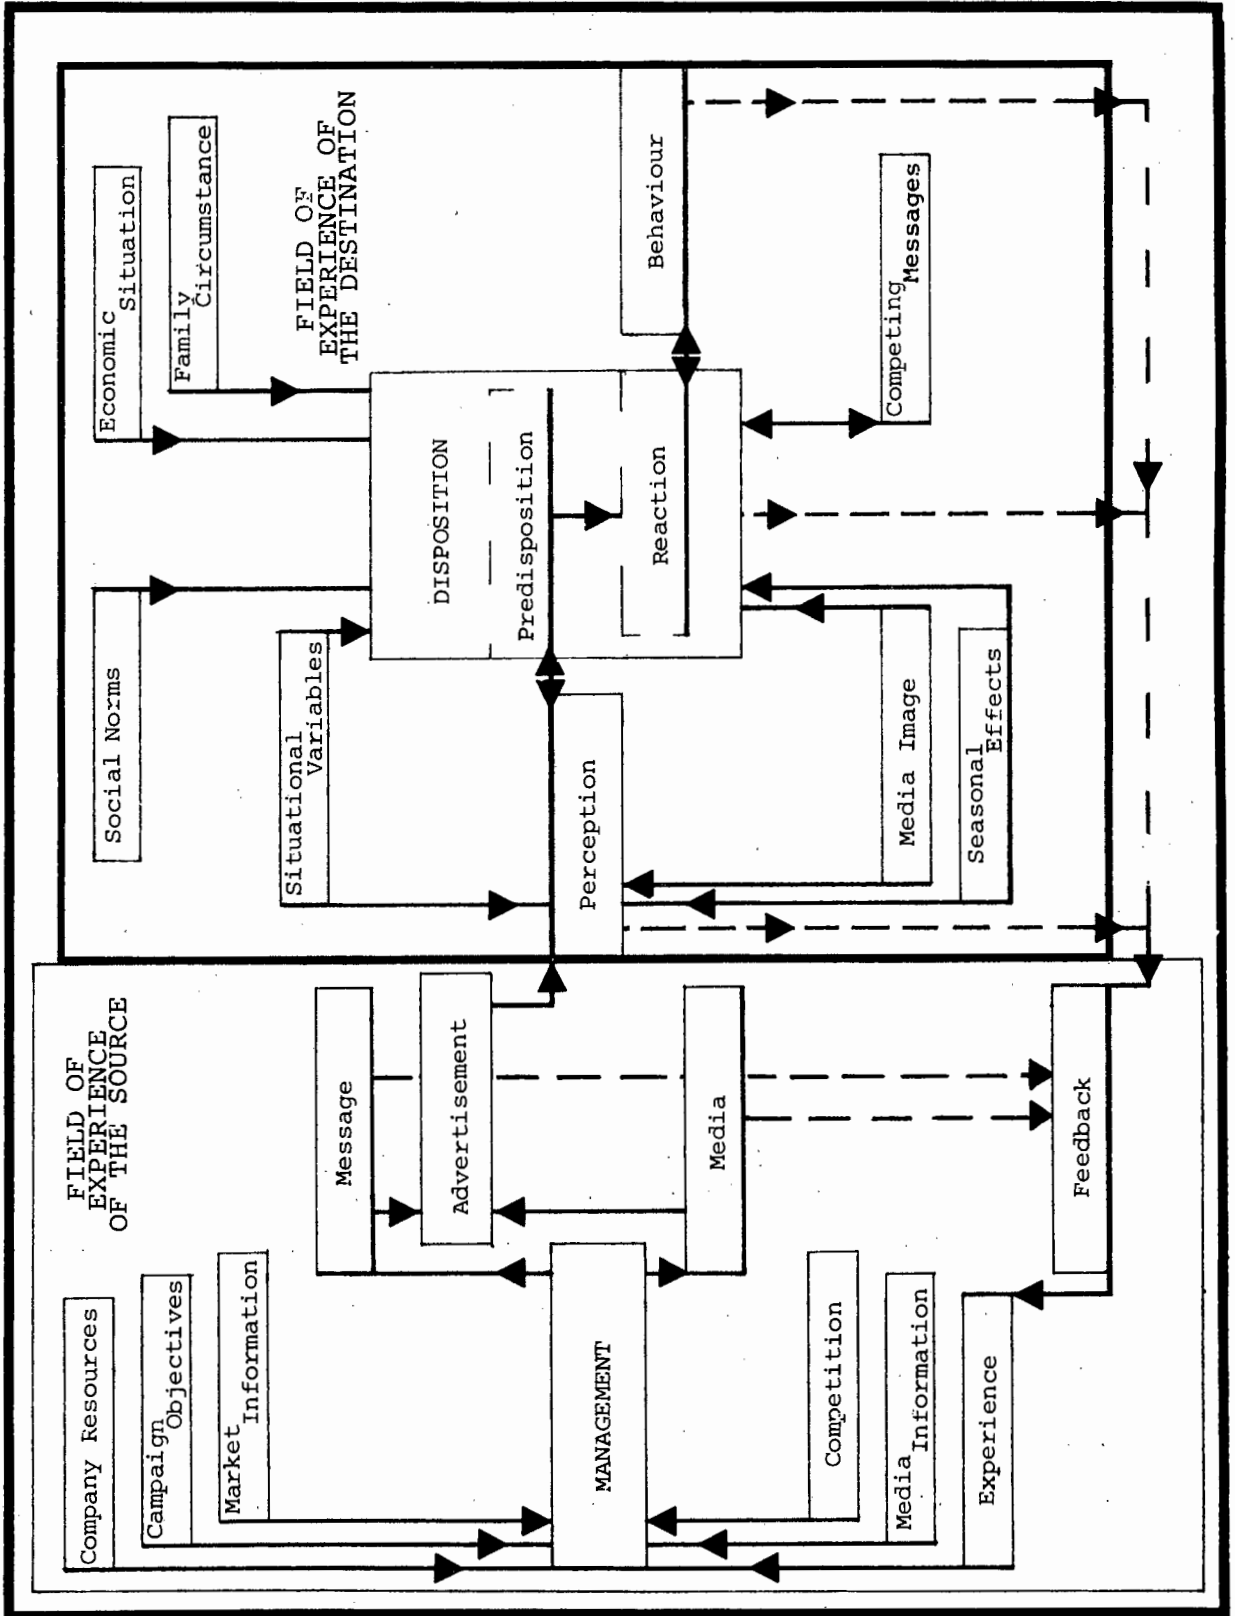 FIELD OF
EXPERIENCE
OF THE SOURCE
Company Resources
Campaign
Objectives
Market
Information
Message
Advertisement
MANAGEMENT
Media
Competition
Media
Information
Experience
Feedback
FIELD OF
EXPERIENCE OF
THE DESTINATION
Social Norms
Economic
Situation
Family
Circumstance
Situational
Variables
DISPOSITION
Predisposition
Perception
Reaction
Behaviour
Media Image
Competing
Messages
Seasonal
Effects